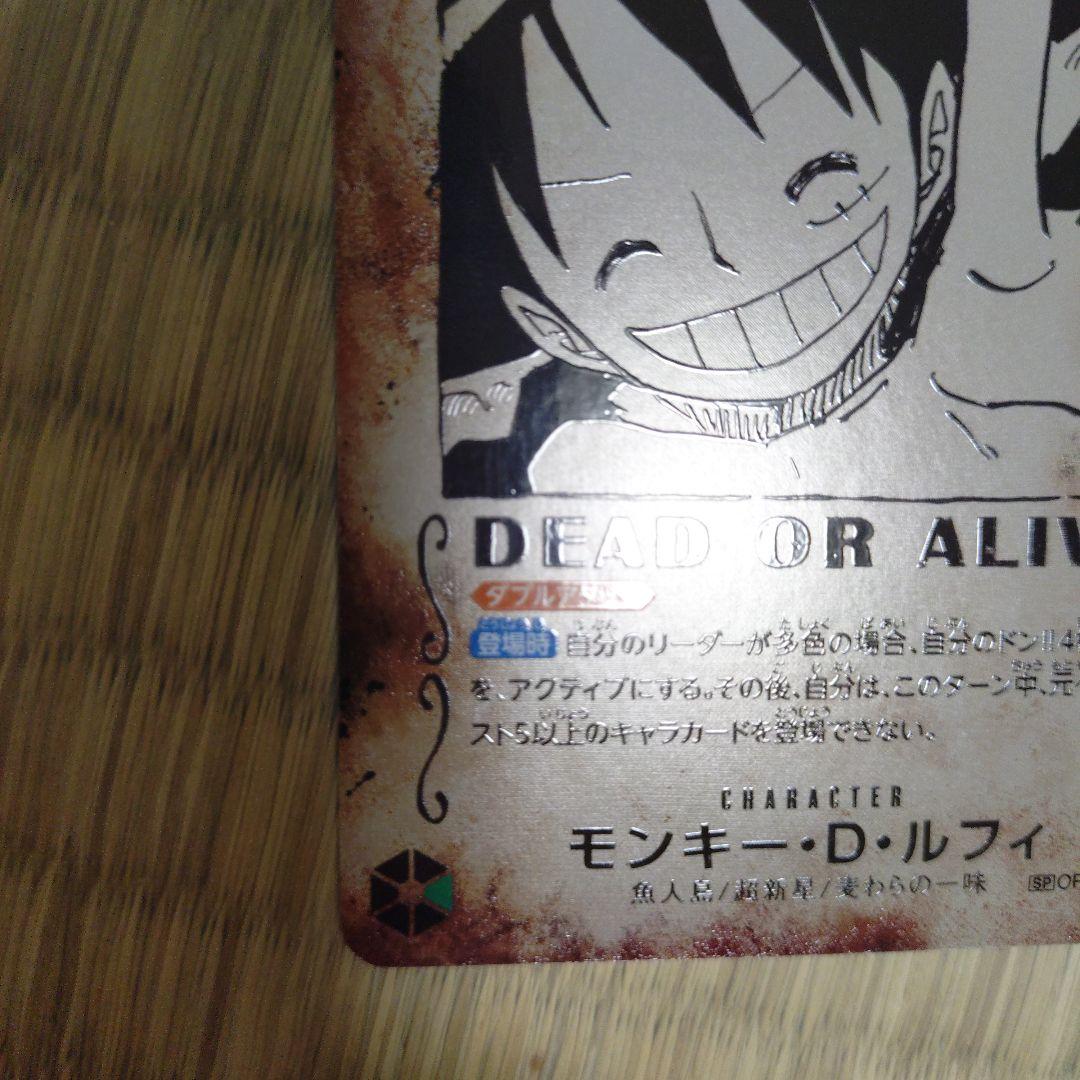 DEAD OR ALIV
ダブルアタック
登場時 自分のリーダーが多色の場合、自分のドン!!4
を、アクティブにする。その後、自分は、このターン中、元々
スト5以上のキャラカードを登場できない。
CHARACTER
モンキー・D・ルフィ
魚人島/超新星/麦わらの一味 SP OP